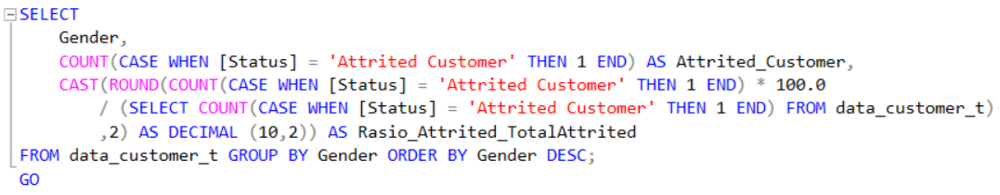 SELECT
Gender,
COUNT(CASE WHEN [Status] = 'Attrited Customer' THEN 1 END) AS Attrited_Customer,
CAST(ROUND(COUNT(CASE WHEN [Status] = 'Attrited Customer' THEN 1 END) * 100.0
/ (SELECT COUNT(CASE WHEN [Status] = 'Attrited Customer' THEN 1 END) FROM data_customer_t)
,2) AS DECIMAL (10,2)) AS Rasio_Attrited_TotalAttrited
FROM data_customer_t GROUP BY Gender ORDER BY Gender DESC;
GO